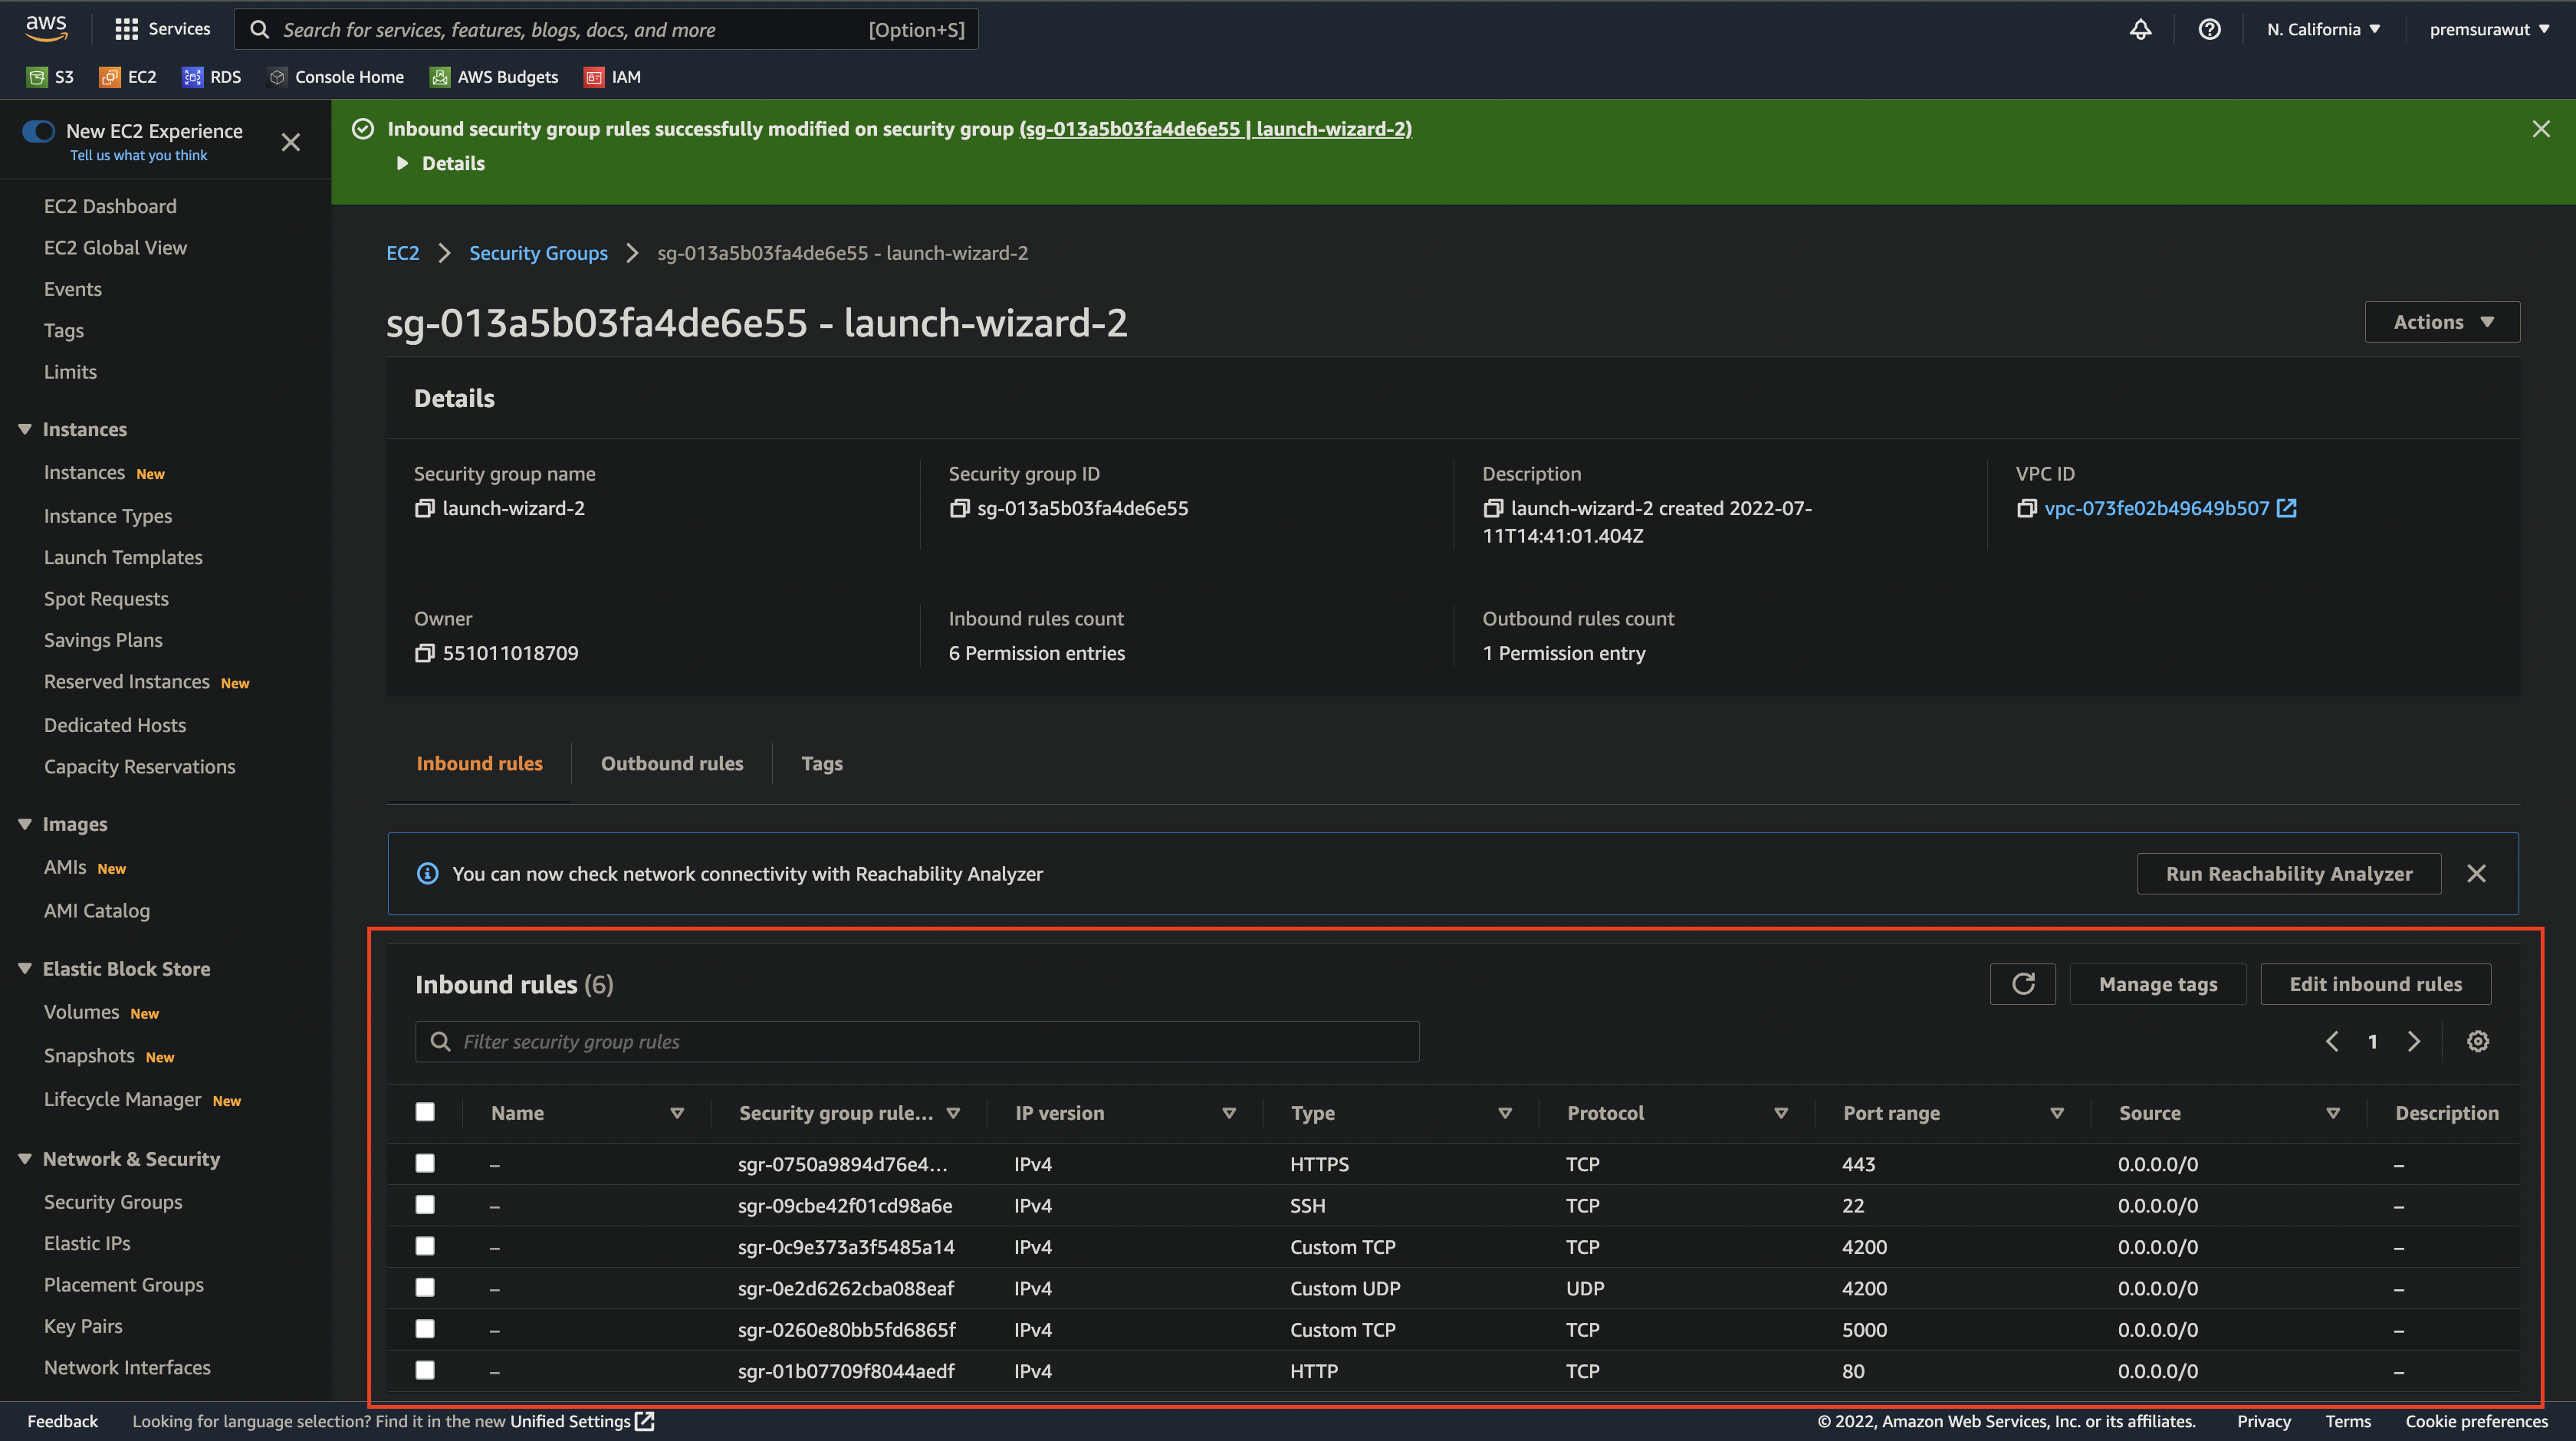 aws Services Search for services, features, blogs, docs, and more [Option+S] N. California premsurawut
S3 EC2 RDS Console Home AWS Budgets IAM
New EC2 Experience
Tell us what you think
EC2 Dashboard
EC2 Global View
Events
Tags
Limits
Instances
Instances New
Instance Types
Launch Templates
Spot Requests
Savings Plans
Reserved Instances New
Dedicated Hosts
Capacity Reservations
Images
AMIs New
AMI Catalog
Elastic Block Store
Volumes New
Snapshots New
Lifecycle Manager New
Network & Security
Security Groups
Elastic IPs
Placement Groups
Key Pairs
Network Interfaces
Inbound security group rules successfully modified on security group (sg-013a5b03fa4de6e55 | launch-wizard-2)
Details
EC2 > Security Groups > sg-013a5b03fa4de6e55 - launch-wizard-2
sg-013a5b03fa4de6e55 - launch-wizard-2 Actions
Details
Security group name Security group ID Description VPC ID
launch-wizard-2 sg-013a5b03fa4de6e55 launch-wizard-2 created 2022-07- vpc-073fe02b49649b507
11T14:41:01.404Z
Owner Inbound rules count Outbound rules count
551011018709 6 Permission entries 1 Permission entry
Inbound rules Outbound rules Tags
You can now check network connectivity with Reachability Analyzer Run Reachability Analyzer
Inbound rules (6) Manage tags Edit inbound rules
Filter security group rules 1
Name Security group rule... IP version Type Protocol Port range Source Description
– sgr-0750a9894d76e4... IPv4 HTTPS TCP 443 0.0.0.0/0 –
– sgr-09cbe42f01cd98a6e IPv4 SSH TCP 22 0.0.0.0/0 –
– sgr-0c9e373a3f5485a14 IPv4 Custom TCP TCP 4200 0.0.0.0/0 –
– sgr-0e2d6262cba088eaf IPv4 Custom UDP UDP 4200 0.0.0.0/0 –
– sgr-0260e80bb5fd6865f IPv4 Custom TCP TCP 5000 0.0.0.0/0 –
– sgr-01b07709f8044aedf IPv4 HTTP TCP 80 0.0.0.0/0 –
Feedback Looking for language selection? Find it in the new Unified Settings © 2022, Amazon Web Services, Inc. or its affiliates. Privacy Terms Cookie preferences